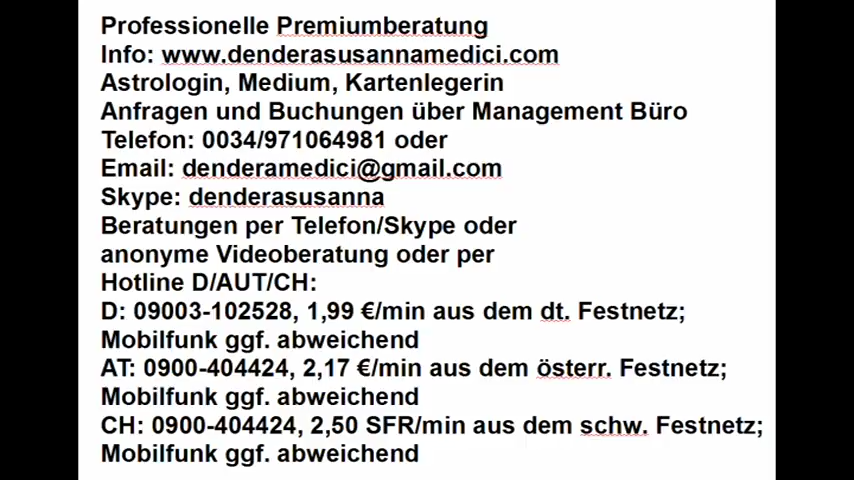 Professionelle Premiumberatung
Info: www.denderasusannamedici.com
Astrologin, Medium, Kartenlegerin
Anfragen und Buchungen über Management Büro
Telefon: 0034/971064981 oder
Email: denderamedici@gmail.com
Skype: denderasusanna
Beratungen per Telefon/Skype oder
anonyme Videoberatung oder per
Hotline D/AUT/CH:
D: 09003-102528, 1,99 €/min aus dem dt. Festnetz;
Mobilfunk ggf. abweichend
AT: 0900-404424, 2,17 €/min aus dem österr. Festnetz;
Mobilfunk ggf. abweichend
CH: 0900-404424, 2,50 SFR/min aus dem schw. Festnetz;
Mobilfunk ggf. abweichend